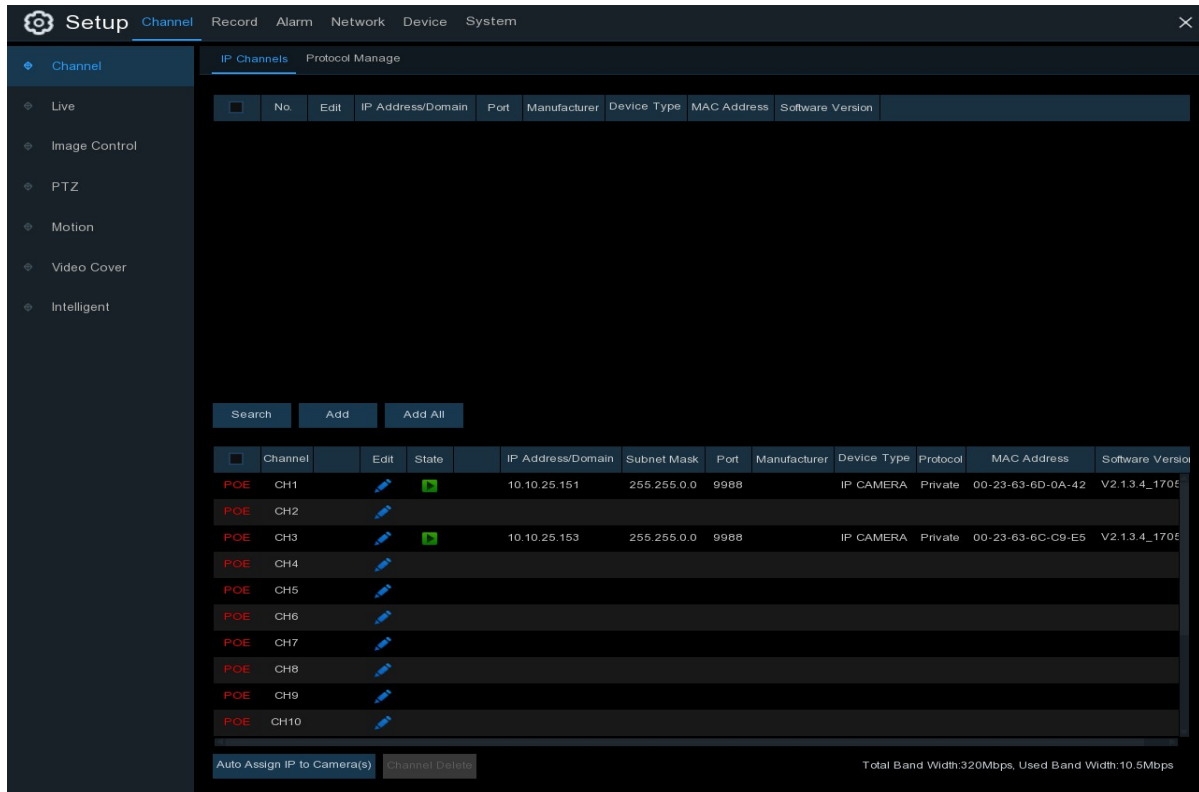 Setup Channel Record Alarm Network Device System
Channel
Live
Image Control
PTZ
Motion
Video Cover
Intelligent
IP Channels Protocol Manage
No. Edit IP Address/Domain Port Manufacturer Device Type MAC Address Software Version
Search Add Add All
Channel Edit State IP Address/Domain Subnet Mask Port Manufacturer Device Type Protocol MAC Address Software Version
POE CH1 10.10.25.151 255.255.0.0 9988 IP CAMERA Private 00-23-63-6D-0A-42 V2.1.3.4_1705
POE CH2
POE CH3 10.10.25.153 255.255.0.0 9988 IP CAMERA Private 00-23-63-6C-C9-E5 V2.1.3.4_1705
POE CH4
POE CH5
POE CH6
POE CH7
POE CH8
POE CH9
POE CH10
Auto Assign IP to Camera(s) Channel Delete Total Band Width:320Mbps, Used Band Width:10.5Mbps